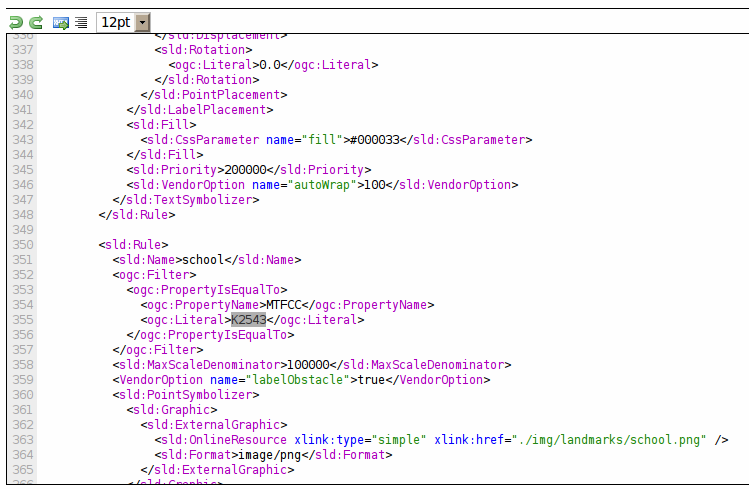 12pt
336 </sld:Displacement>
337 <sld:Rotation>
338 <ogc:Literal>0.0</ogc:Literal>
339 </sld:Rotation>
340 </sld:PointPlacement>
341 </sld:LabelPlacement>
342 <sld:Fill>
343 <sld:CssParameter name="fill">#000033</sld:CssParameter>
344 </sld:Fill>
345 <sld:Priority>200000</sld:Priority>
346 <sld:VendorOption name="autoWrap">100</sld:VendorOption>
347 </sld:TextSymbolizer>
348 </sld:Rule>
349
350 <sld:Rule>
351 <sld:Name>school</sld:Name>
352 <ogc:Filter>
353 <ogc:PropertyIsEqualTo>
354 <ogc:PropertyName>MTFCC</ogc:PropertyName>
355 <ogc:Literal>K2543</ogc:Literal>
356 </ogc:PropertyIsEqualTo>
357 </ogc:Filter>
358 <sld:MaxScaleDenominator>100000</sld:MaxScaleDenominator>
359 <VendorOption name="labelObstacle">true</VendorOption>
360 <sld:PointSymbolizer>
361 <sld:Graphic>
362 <sld:ExternalGraphic>
363 <sld:OnlineResource xlink:type="simple" xlink:href="./img/landmarks/school.png" />
364 <sld:Format>image/png</sld:Format>
365 </sld:ExternalGraphic>
366 </sld:Graphic>